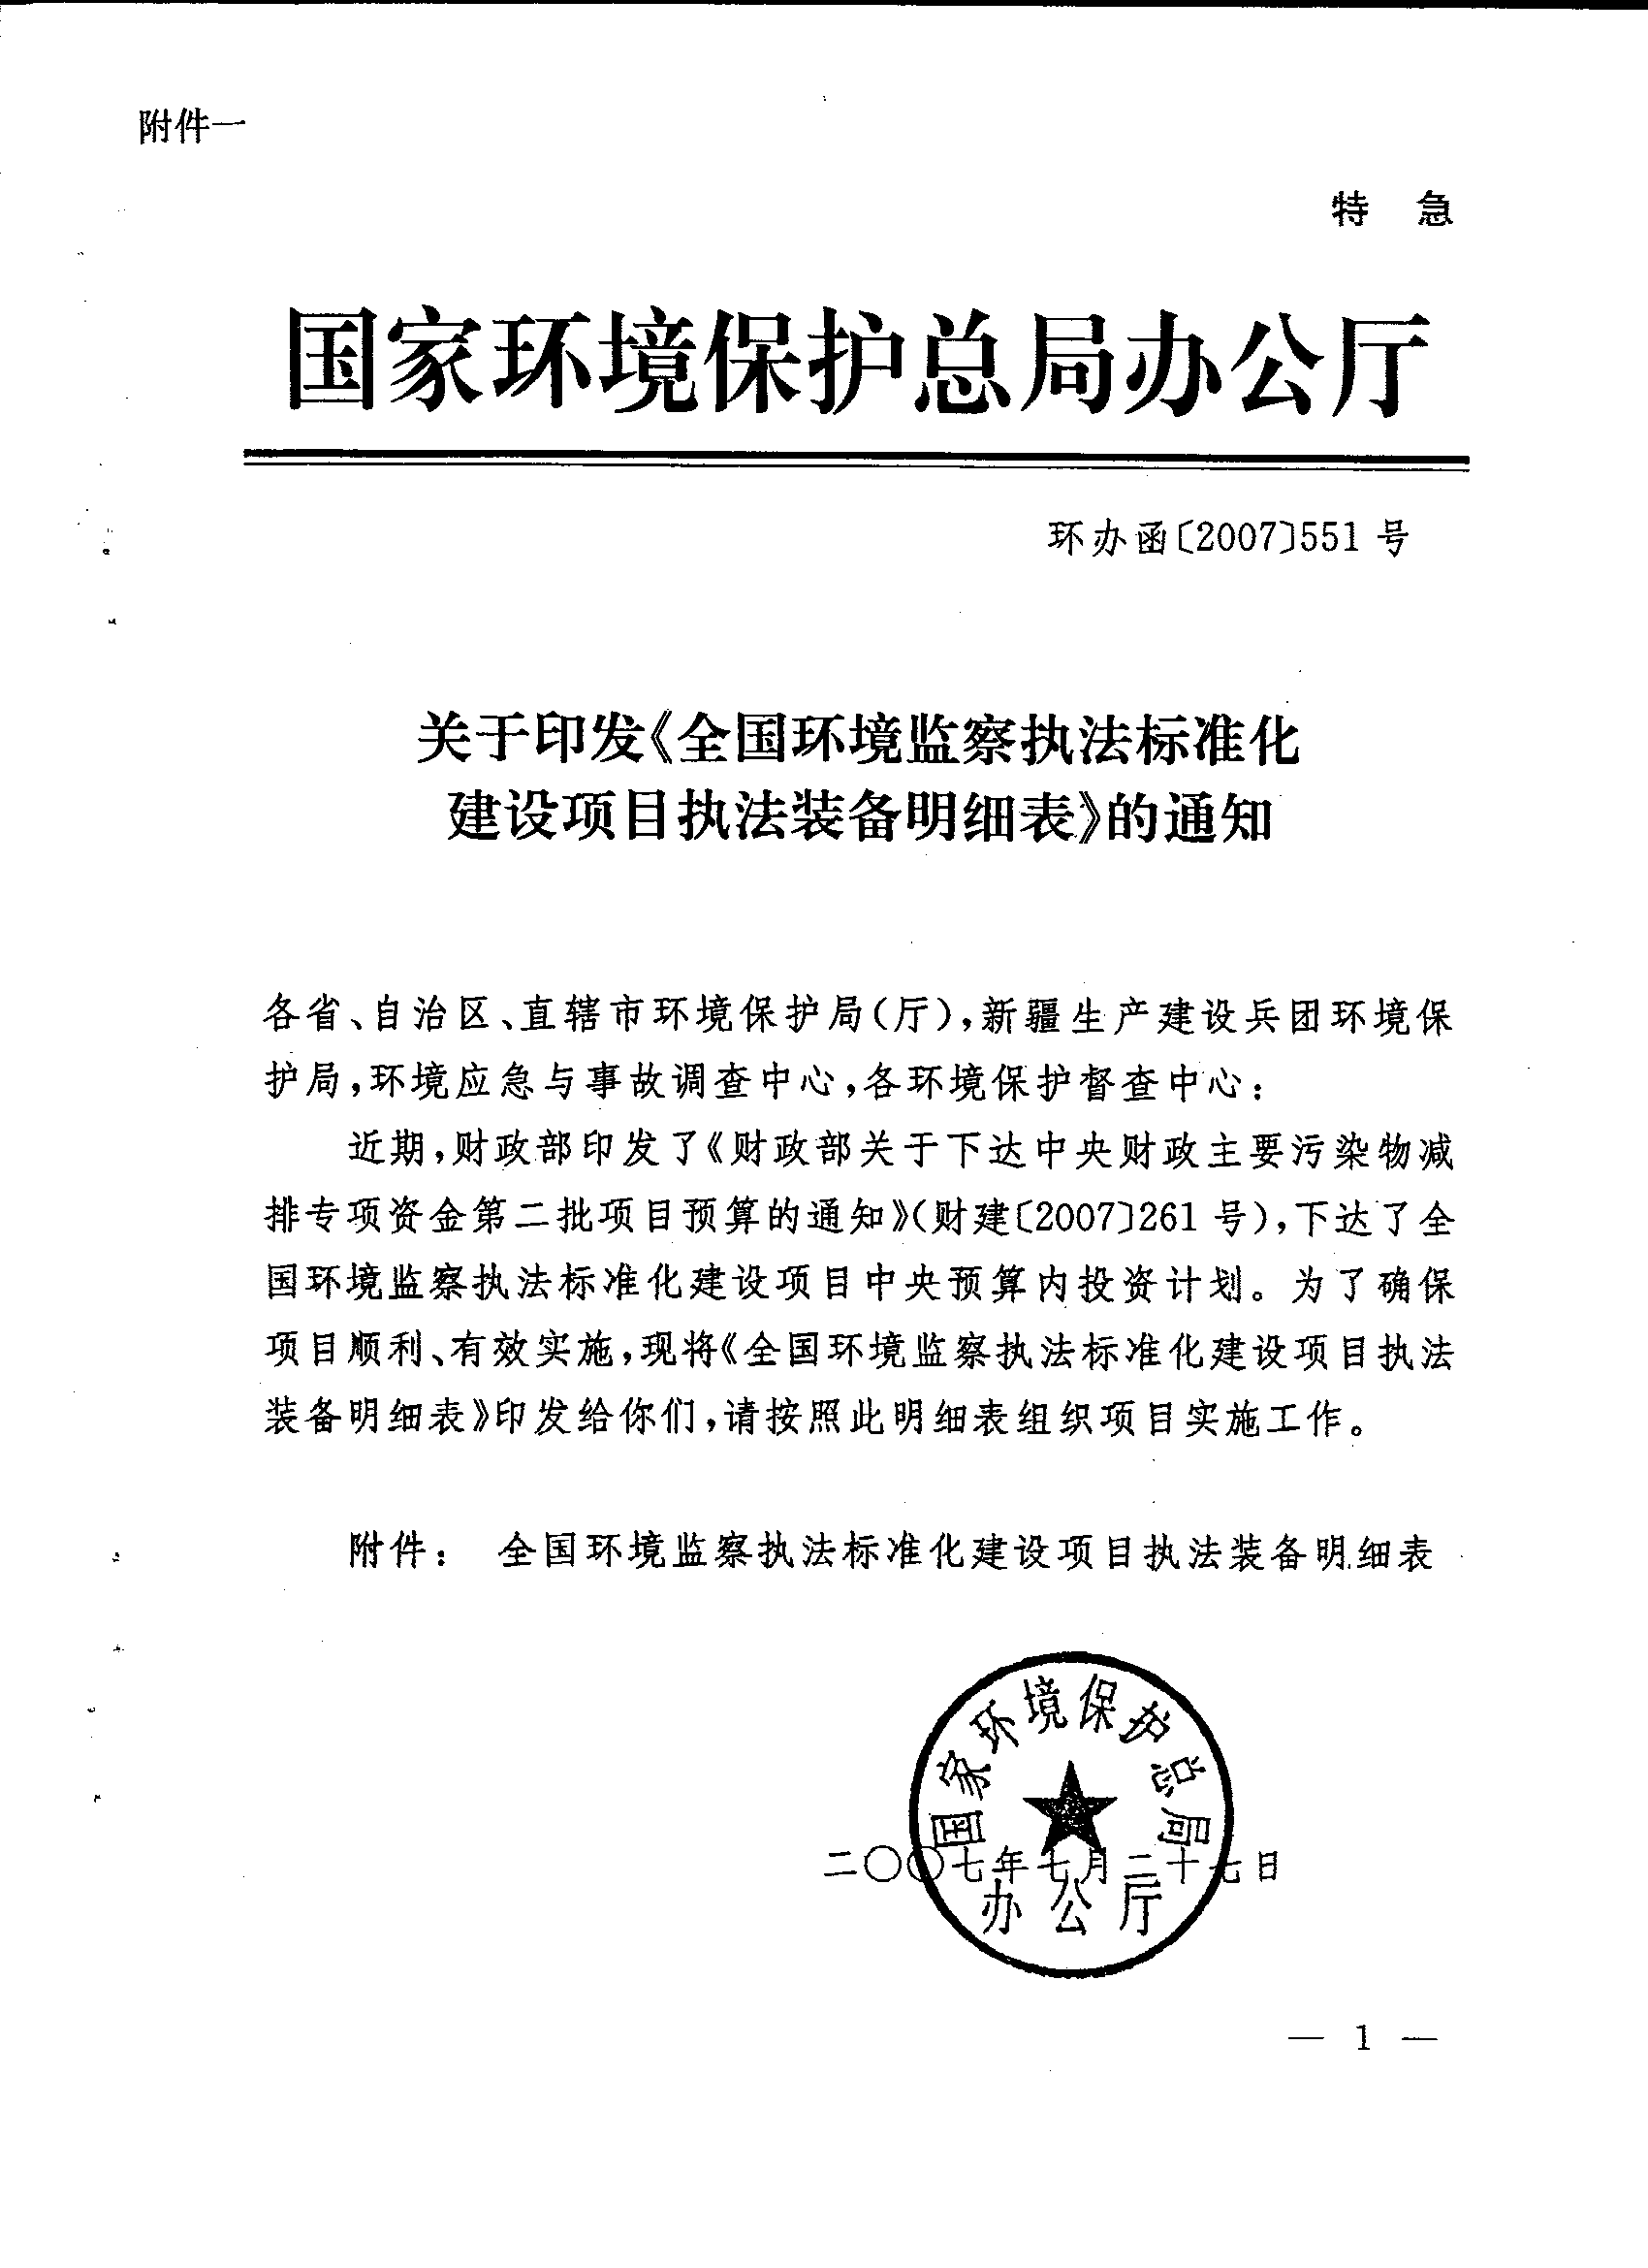 附件一
特 急
国家环境保护总局办公厅
环办函〔2007〕551 号
关于印发《全国环境监察执法标准化
建设项目执法装备明细表》的通知
各省、自治区、直辖市环境保护局(厅),新疆生产建设兵团环境保
护局,环境应急与事故调查中心,各环境保护督查中心:
近期,财政部印发了《财政部关于下达中央财政主要污染物减
排专项资金第二批项目预算的通知》(财建〔2007〕261 号),下达了全
国环境监察执法标准化建设项目中央预算内投资计划。为了确保
项目顺利、有效实施,现将《全国环境监察执法标准化建设项目执法
装备明细表》印发给你们,请按照此明细表组织项目实施工作。
附件: 全国环境监察执法标准化建设项目执法装备明细表
国家环境保护总局
二〇〇七年七月二十七日
办公厅
— 1 —